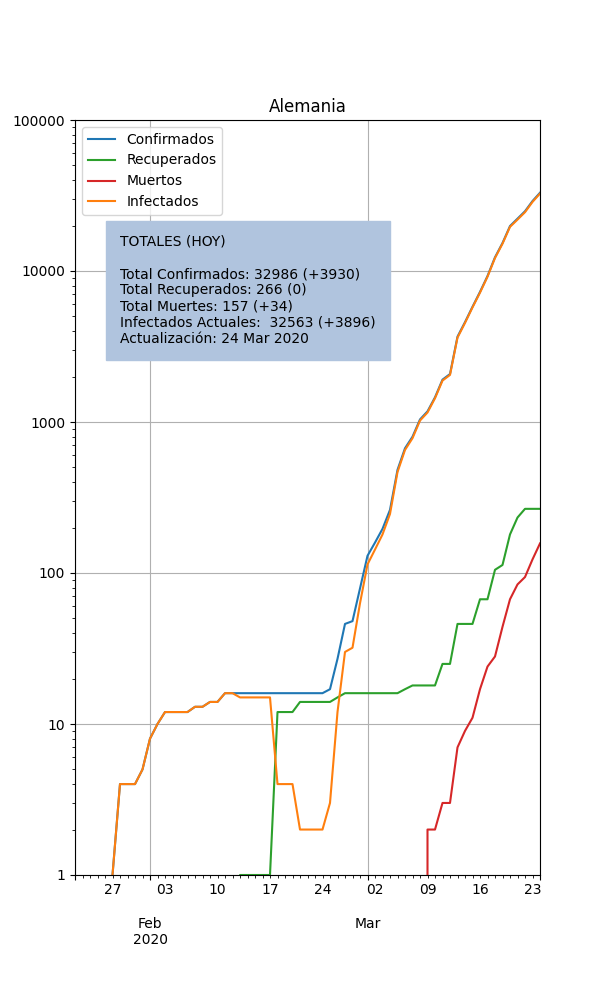 Alemania
100000
10000
1000
100
10
1
Confirmados
Recuperados
Muertos
Infectados
TOTALES (HOY)
Total Confirmados: 32986 (+3930)
Total Recuperados: 266 (0)
Total Muertes: 157 (+34)
Infectados Actuales:  32563 (+3896)
Actualización: 24 Mar 2020
27 03 10 17 24 02 09 16 23
Feb Mar
2020